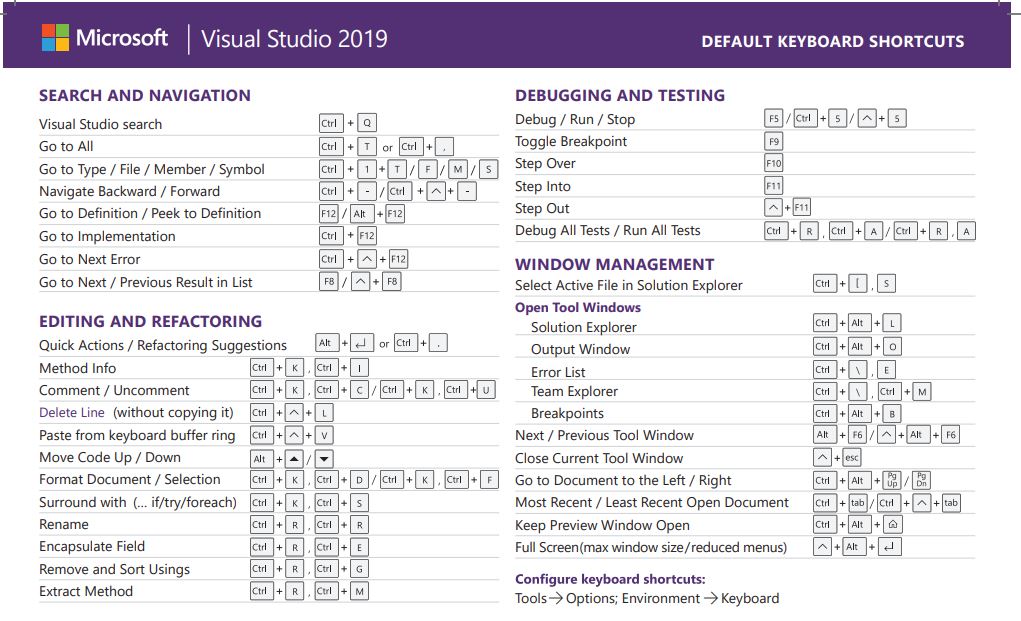 Microsoft | Visual Studio 2019
DEFAULT KEYBOARD SHORTCUTS
SEARCH AND NAVIGATION
Visual Studio search Ctrl + Q
Go to All Ctrl + T or Ctrl + ,
Go to Type / File / Member / Symbol Ctrl + 1 + T / F / M / S
Navigate Backward / Forward Ctrl + - / Ctrl + ^ + -
Go to Definition / Peek to Definition F12 / Alt + F12
Go to Implementation Ctrl + F12
Go to Next Error Ctrl + ^ + F12
Go to Next / Previous Result in List F8 / ^ + F8
EDITING AND REFACTORING
Quick Actions / Refactoring Suggestions Alt + ↵ or Ctrl + .
Method Info Ctrl + K , Ctrl + I
Comment / Uncomment Ctrl + K , Ctrl + C / Ctrl + K , Ctrl + U
Delete Line (without copying it) Ctrl + ^ + L
Paste from keyboard buffer ring Ctrl + ^ + V
Move Code Up / Down Alt + ▲ / ▼
Format Document / Selection Ctrl + K , Ctrl + D / Ctrl + K , Ctrl + F
Surround with (... if/try/foreach) Ctrl + K , Ctrl + S
Rename Ctrl + R , Ctrl + R
Encapsulate Field Ctrl + R , Ctrl + E
Remove and Sort Usings Ctrl + R , Ctrl + G
Extract Method Ctrl + R , Ctrl + M
DEBUGGING AND TESTING
Debug / Run / Stop F5 / Ctrl + 5 / ^ + 5
Toggle Breakpoint F9
Step Over F10
Step Into F11
Step Out ^ + F11
Debug All Tests / Run All Tests Ctrl + R , Ctrl + A / Ctrl + R , A
WINDOW MANAGEMENT
Select Active File in Solution Explorer Ctrl + [ , S
Open Tool Windows
Solution Explorer Ctrl + Alt + L
Output Window Ctrl + Alt + O
Error List Ctrl + \ , E
Team Explorer Ctrl + \ , Ctrl + M
Breakpoints Ctrl + Alt + B
Next / Previous Tool Window Alt + F6 / ^ + Alt + F6
Close Current Tool Window ^ + esc
Go to Document to the Left / Right Ctrl + Alt + Pg Up / Pg Dn
Most Recent / Least Recent Open Document Ctrl + tab / Ctrl + ^ + tab
Keep Preview Window Open Ctrl + Alt + ⌂
Full Screen(max window size/reduced menus) ^ + Alt + ↵
Configure keyboard shortcuts:
Tools → Options; Environment → Keyboard